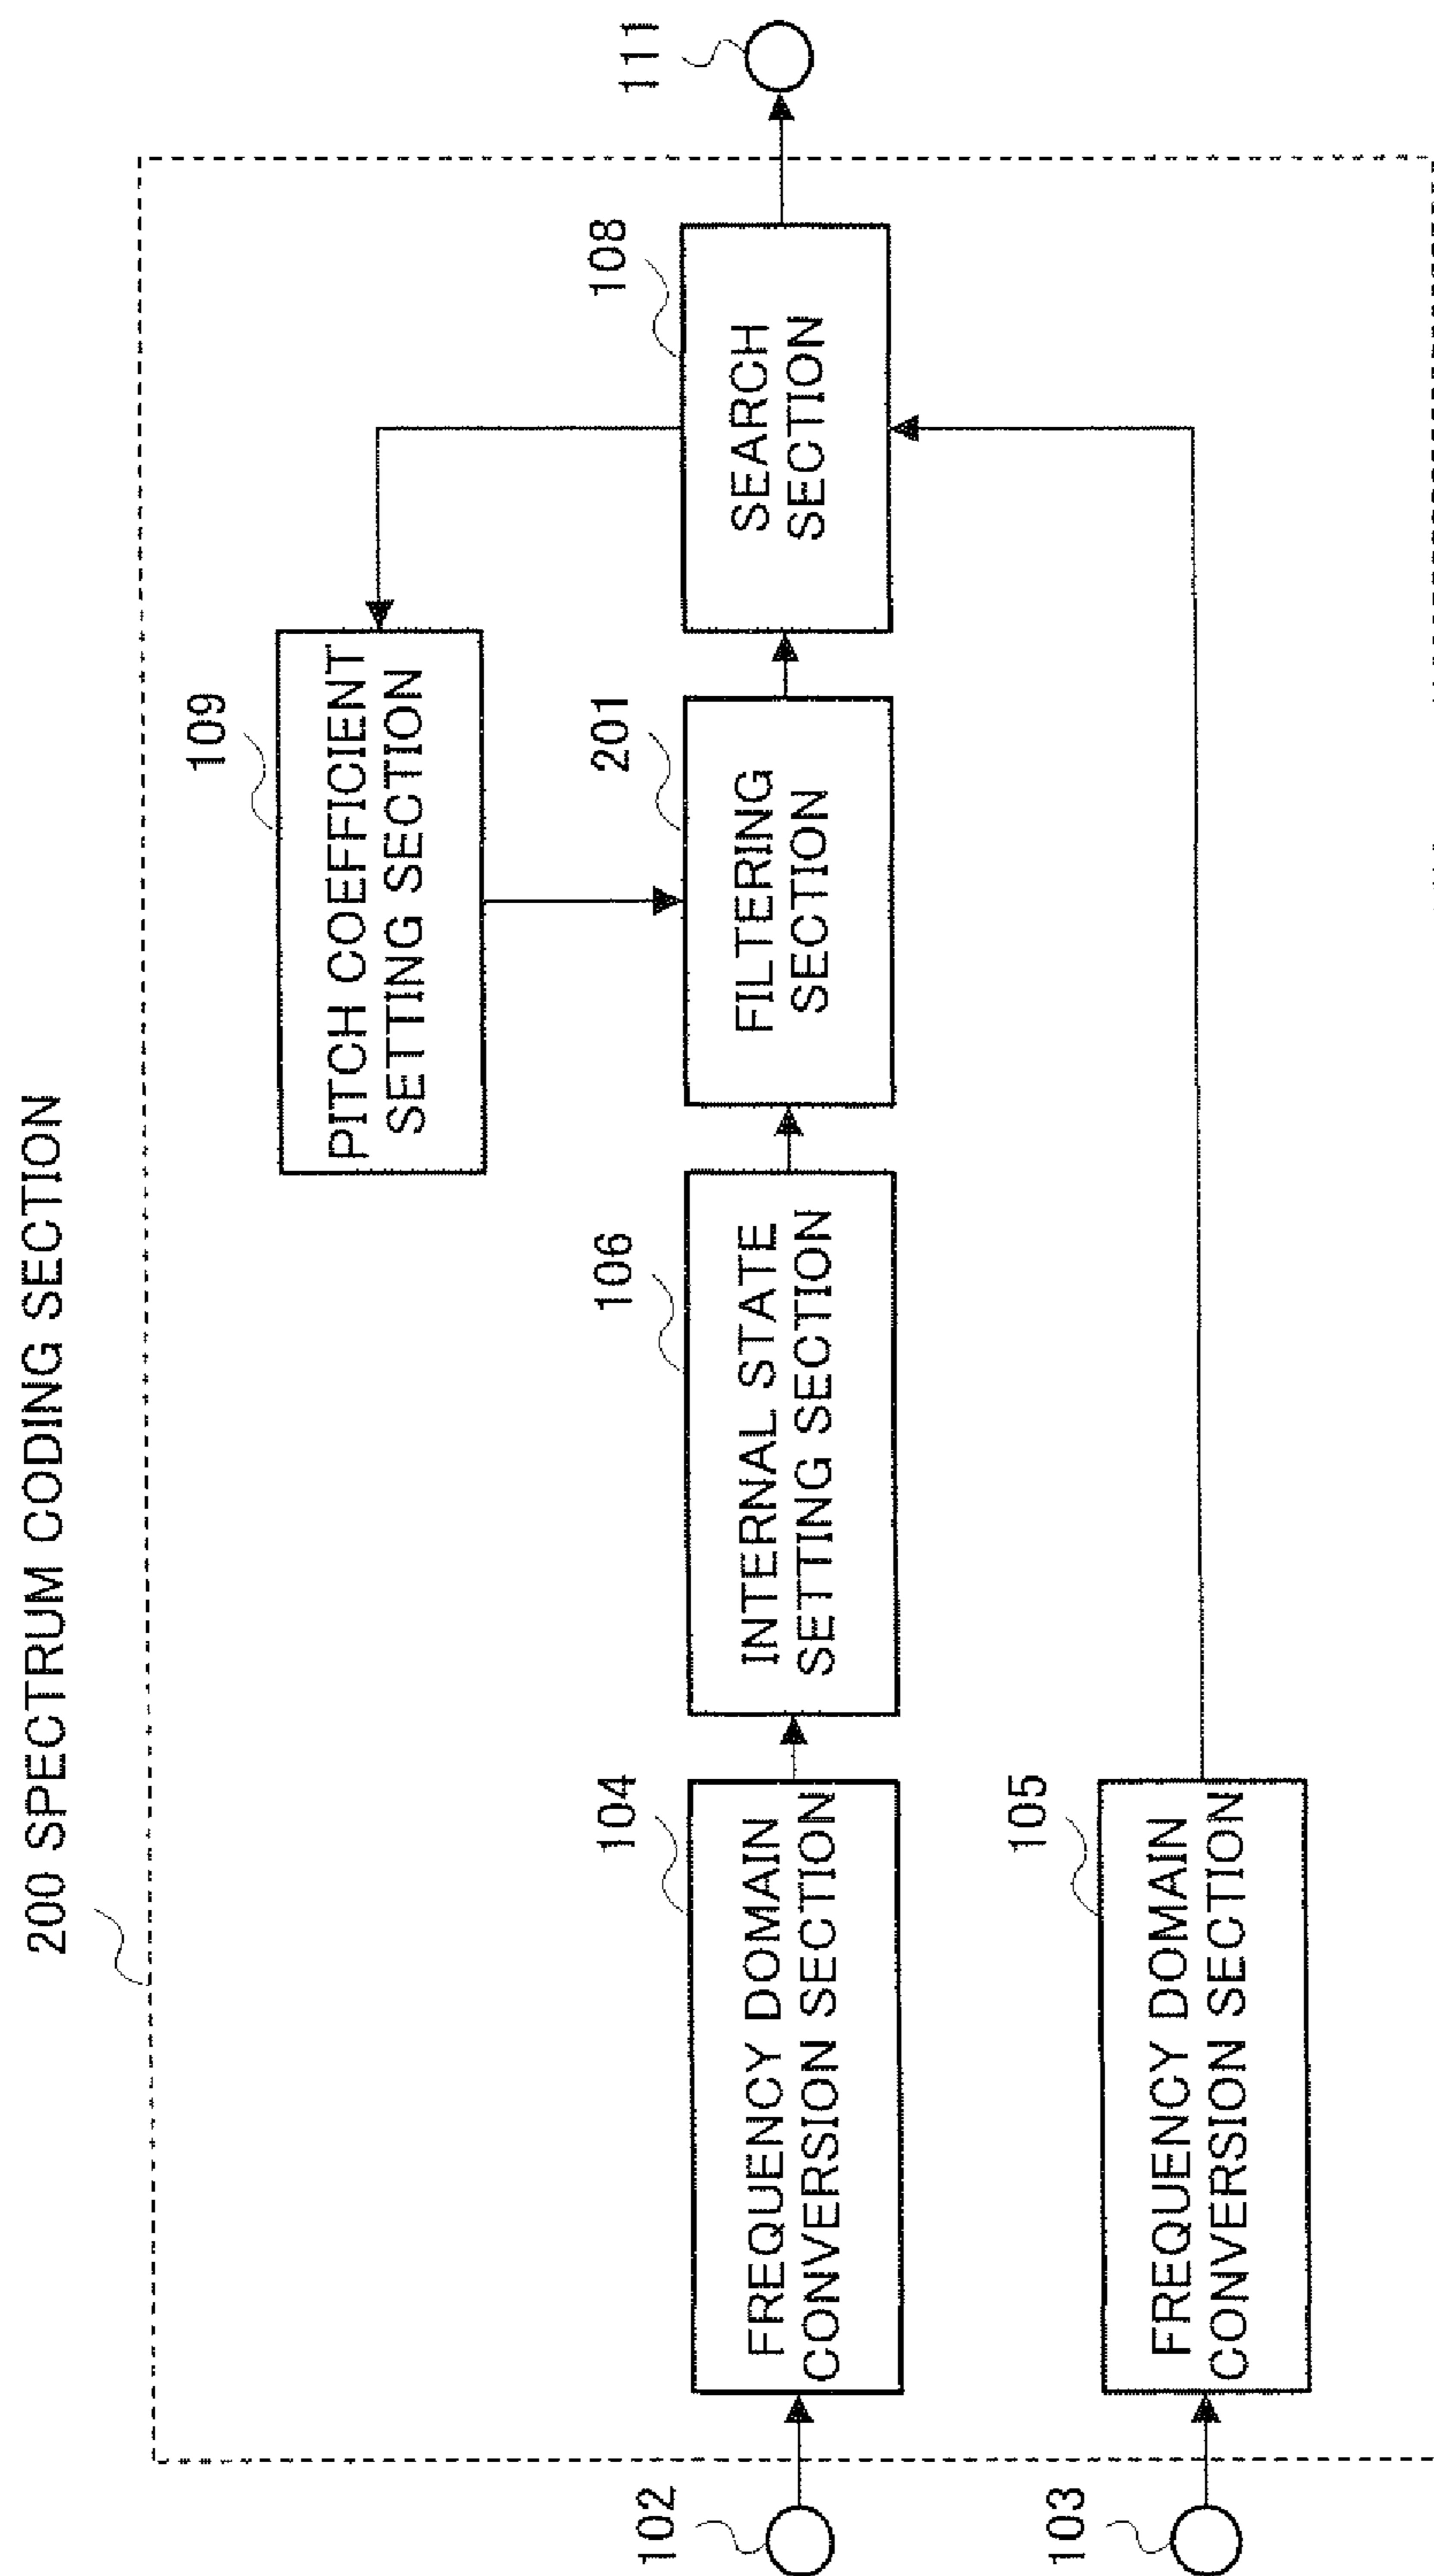 200 SPECTRUM CODING SECTION
109
PITCH COEFFICIENT
SETTING SECTION
102
104
FREQUENCY DOMAIN
CONVERSION SECTION
106
INTERNAL STATE
SETTING SECTION
201
FILTERING
SECTION
108
SEARCH
SECTION
111
103
105
FREQUENCY DOMAIN
CONVERSION SECTION